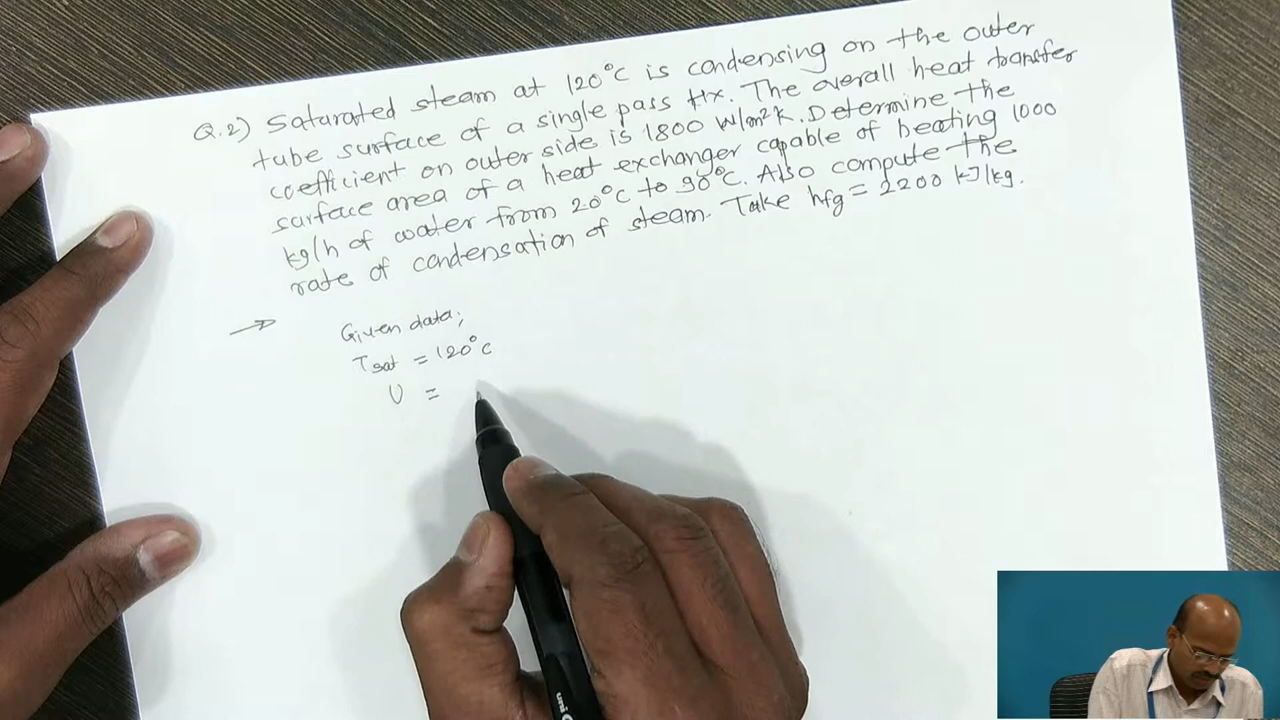 Q.2) Saturated steam at 120°C is condensing on the outer
tube surface of a single pass Hx. The overall heat transfer
coefficient on outer side is 1800 W/m²K. Determine the
surface area of a heat exchanger capable of heating 1000
kg/h of water from 20°C to 90°C. Also compute the
rate of condensation of steam. Take hfg = 2200 kJ/kg.
→ Given data;
Tsat = 120°C
U =
uni